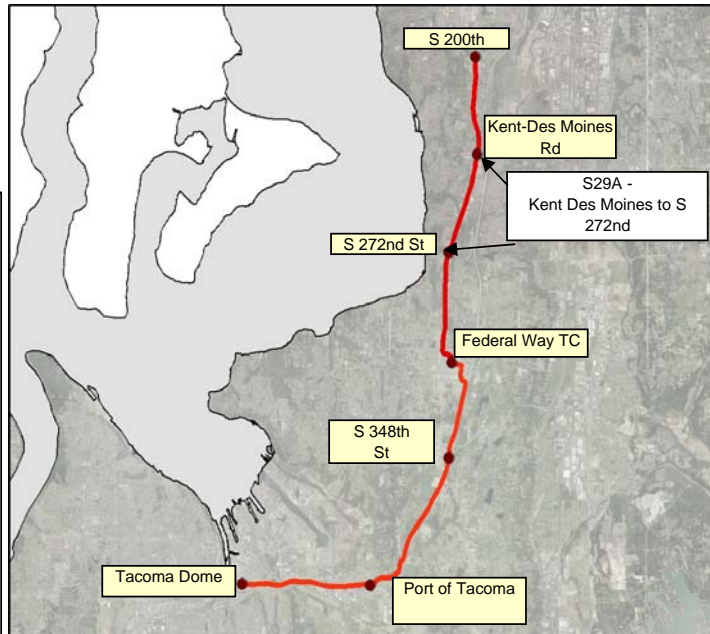 S 200th
Kent-Des Moines
Rd
S29A -
Kent Des Moines to S
272nd
S 272nd St
Federal Way TC
S 348th
St
Tacoma Dome
Port of Tacoma